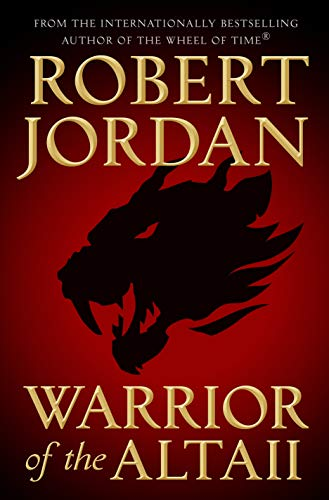 FROM THE INTERNATIONALLY BESTSELLING
AUTHOR OF THE WHEEL OF TIME®
ROBERT
JORDAN
WARRIOR
of the ALTAII